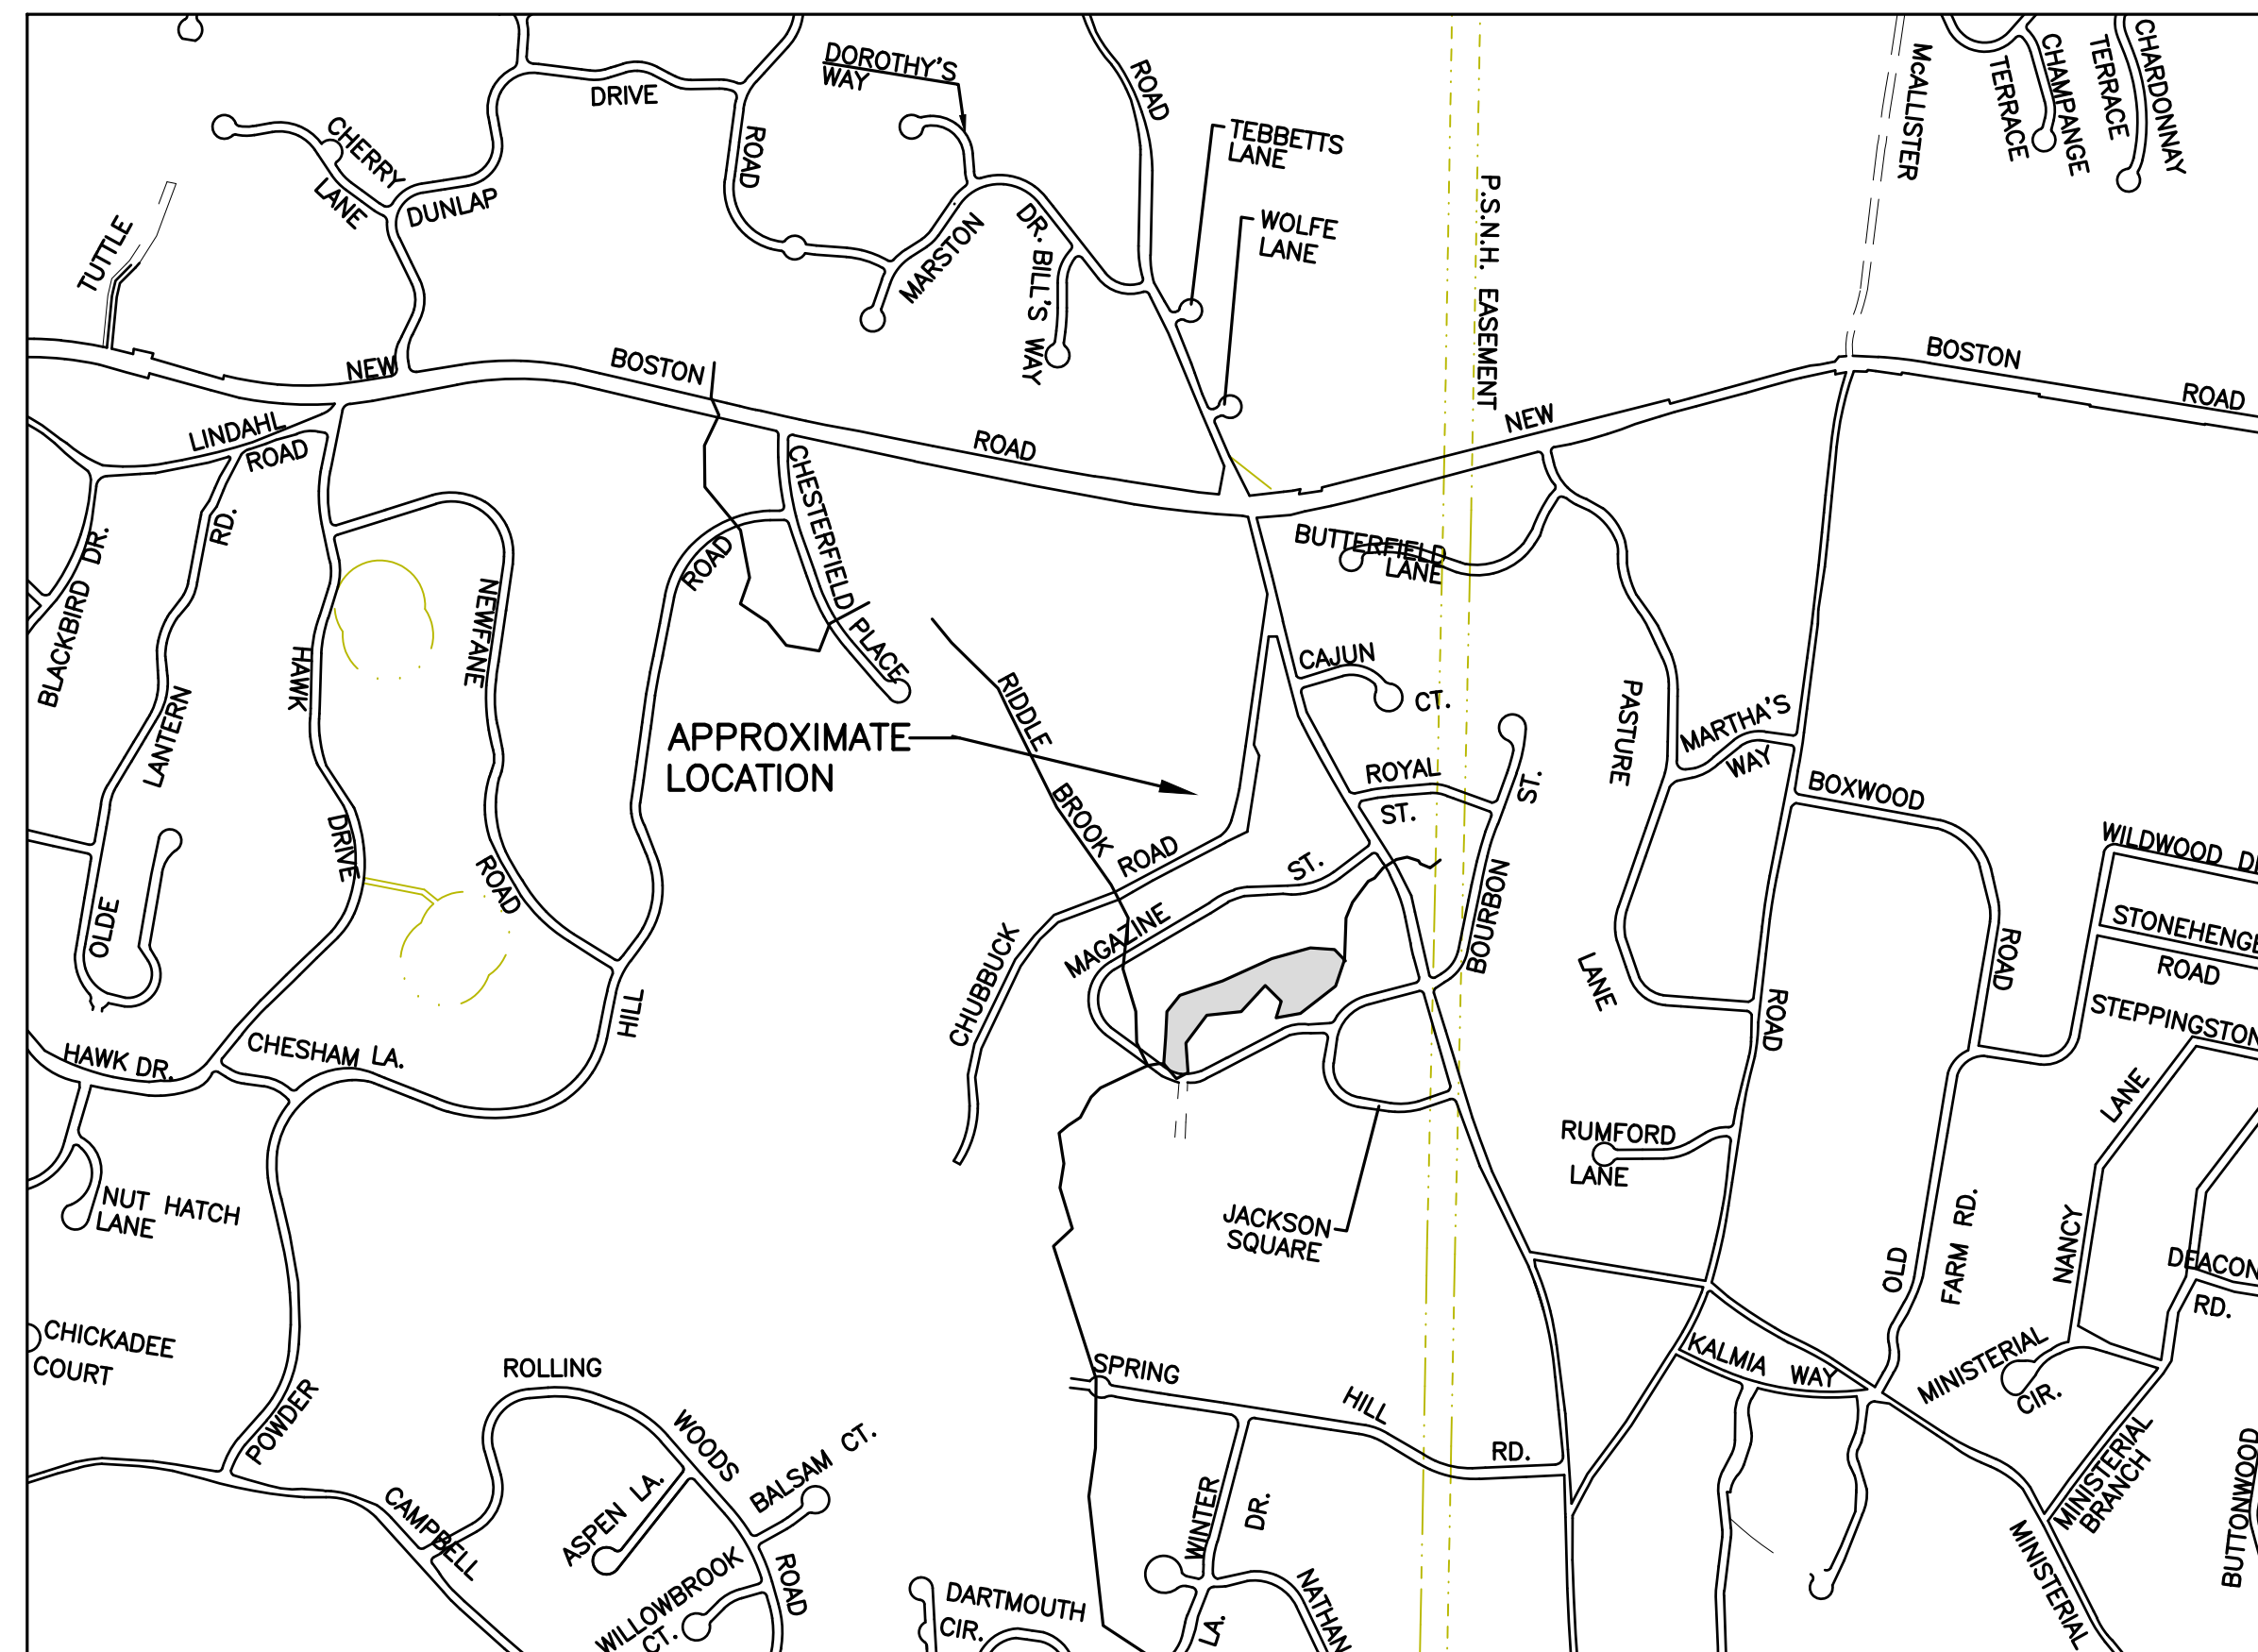 DOROTHY'S
WAY
DRIVE
ROAD
ROAD
CHERRY
LANE
DUNLAP
TUTTLE
MARSTON
DR. BILL'S WAY
TEBBETTS
LANE
WOLFE
LANE
P.S.N.H. EASEMENT
McALLISTER
TERRACE
CHAMPANGE
TERRACE
CHARDONNAY
NEW
BOSTON
ROAD
NEW
BOSTON
ROAD
LINDAHL
ROAD
RD.
BLACKBIRD DR.
LANTERN
OLDE
HAWK
DRIVE
NEWFANE
ROAD
ROAD
CHESTERFIELD PLACE
HILL
RIDDLE
BROOK
APPROXIMATE
LOCATION
BUTTERFIELD
LANE
CAJUN
CT.
ROYAL
ST.
ST.
BOURBON
MAGAZINE
ST.
ROAD
CHUBBUCK
PASTURE
LANE
MARTHA'S
WAY
BOXWOOD
ROAD
ROAD
WILDWOOD
STONEHENGE
ROAD
STEPPINGSTON
LANE
NANCY
HAWK DR.
CHESHAM LA.
NUT HATCH
LANE
CHICKADEE
COURT
POWDER
JACKSON
SQUARE
RUMFORD
LANE
OLD
FARM RD.
DEACON
RD.
KALMIA WAY
MINISTERIAL
CIR.
MINISTERIAL
BRANCH
MINISTERIAL
BUTTONWOOD
SPRING
HILL
RD.
WINTER
DR.
NATHAN
LA.
ROLLING
WOODS
ROAD
BALSAM CT.
ASPEN LA.
CAMPBELL
WILLOWBROOK
CT.
DARTMOUTH
CIR.